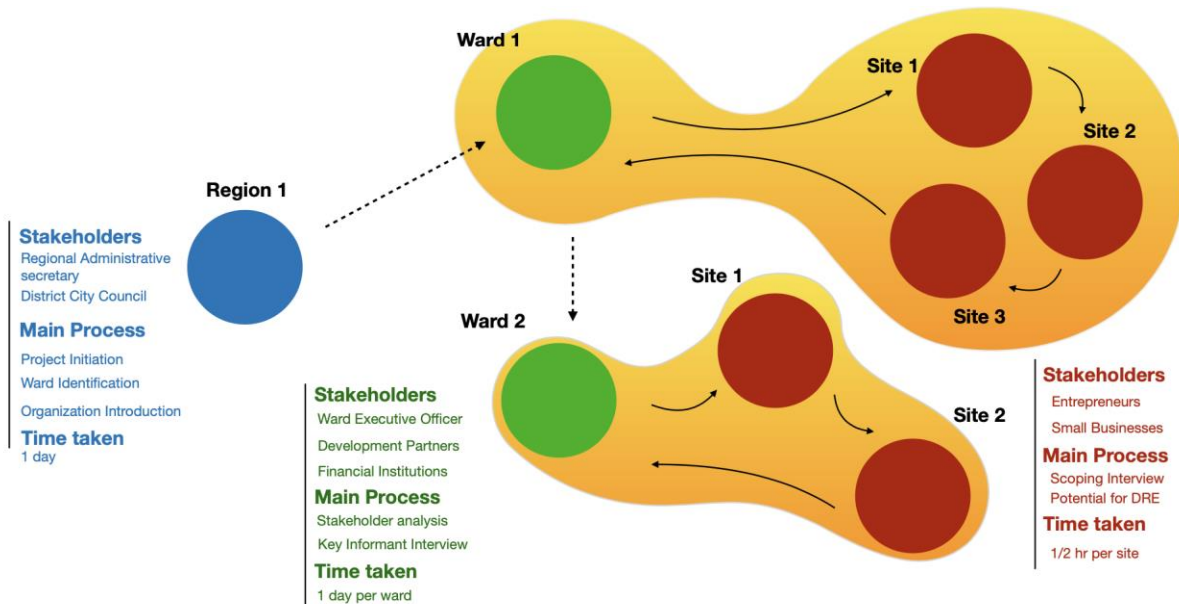 Ward 1
Site 1
Site 2
Site 3
Region 1
Stakeholders
Regional Administrative
secretary
District City Council
Main Process
Project Initiation
Ward Identification
Organization Introduction
Time taken
1 day
Ward 2
Site 1
Site 2
Stakeholders
Ward Executive Officer
Development Partners
Financial Institutions
Main Process
Stakeholder analysis
Key Informant Interview
Time taken
1 day per ward
Stakeholders
Entrepreneurs
Small Businesses
Main Process
Scoping Interview
Potential for DRE
Time taken
1/2 hr per site